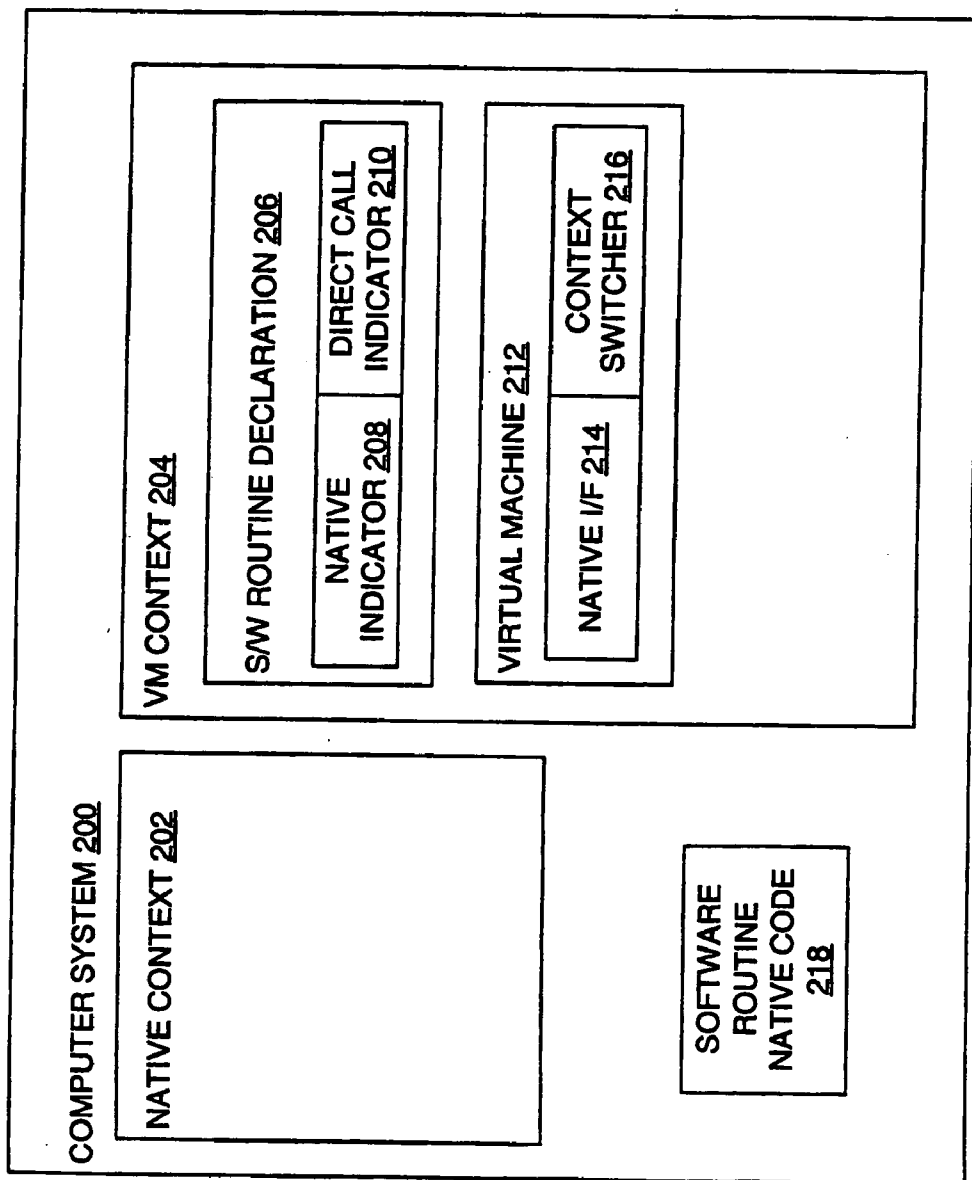 COMPUTER SYSTEM 200
NATIVE CONTEXT 202
SOFTWARE
ROUTINE
NATIVE CODE
218
VM CONTEXT 204
S/W ROUTINE DECLARATION 206
NATIVE
INDICATOR 208
DIRECT CALL
INDICATOR 210
VIRTUAL MACHINE 212
NATIVE I/F 214
CONTEXT
SWITCHER 216